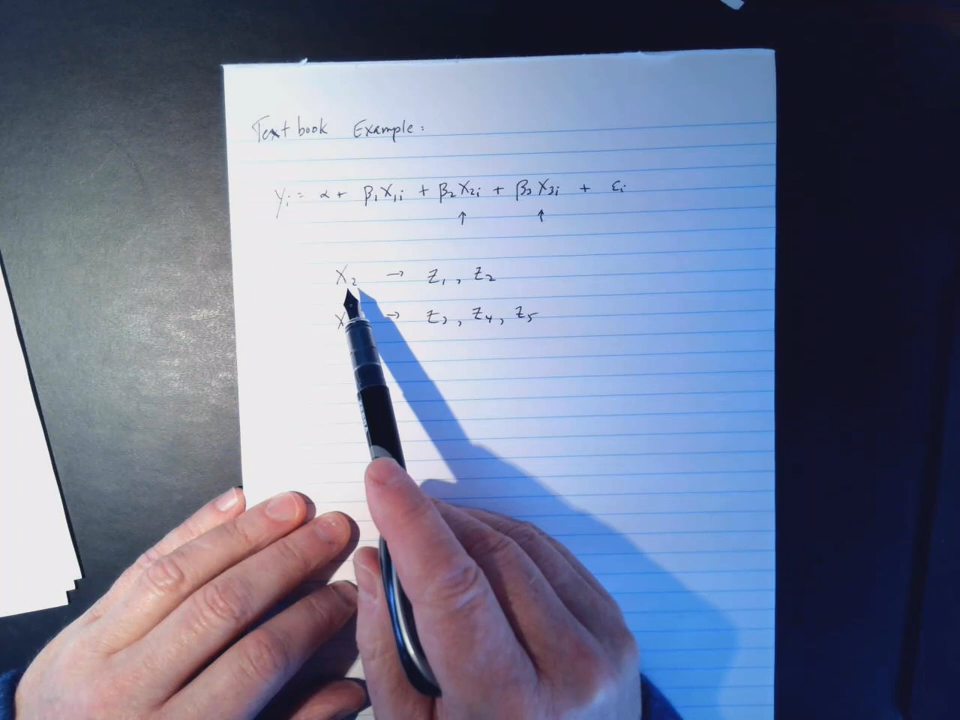 Textbook Example:
Yi = α + β1X1i + β2X2i + β3X3i + εi
↑ ↑
X2 → Z1, Z2
X → Z3, Z4, Z5